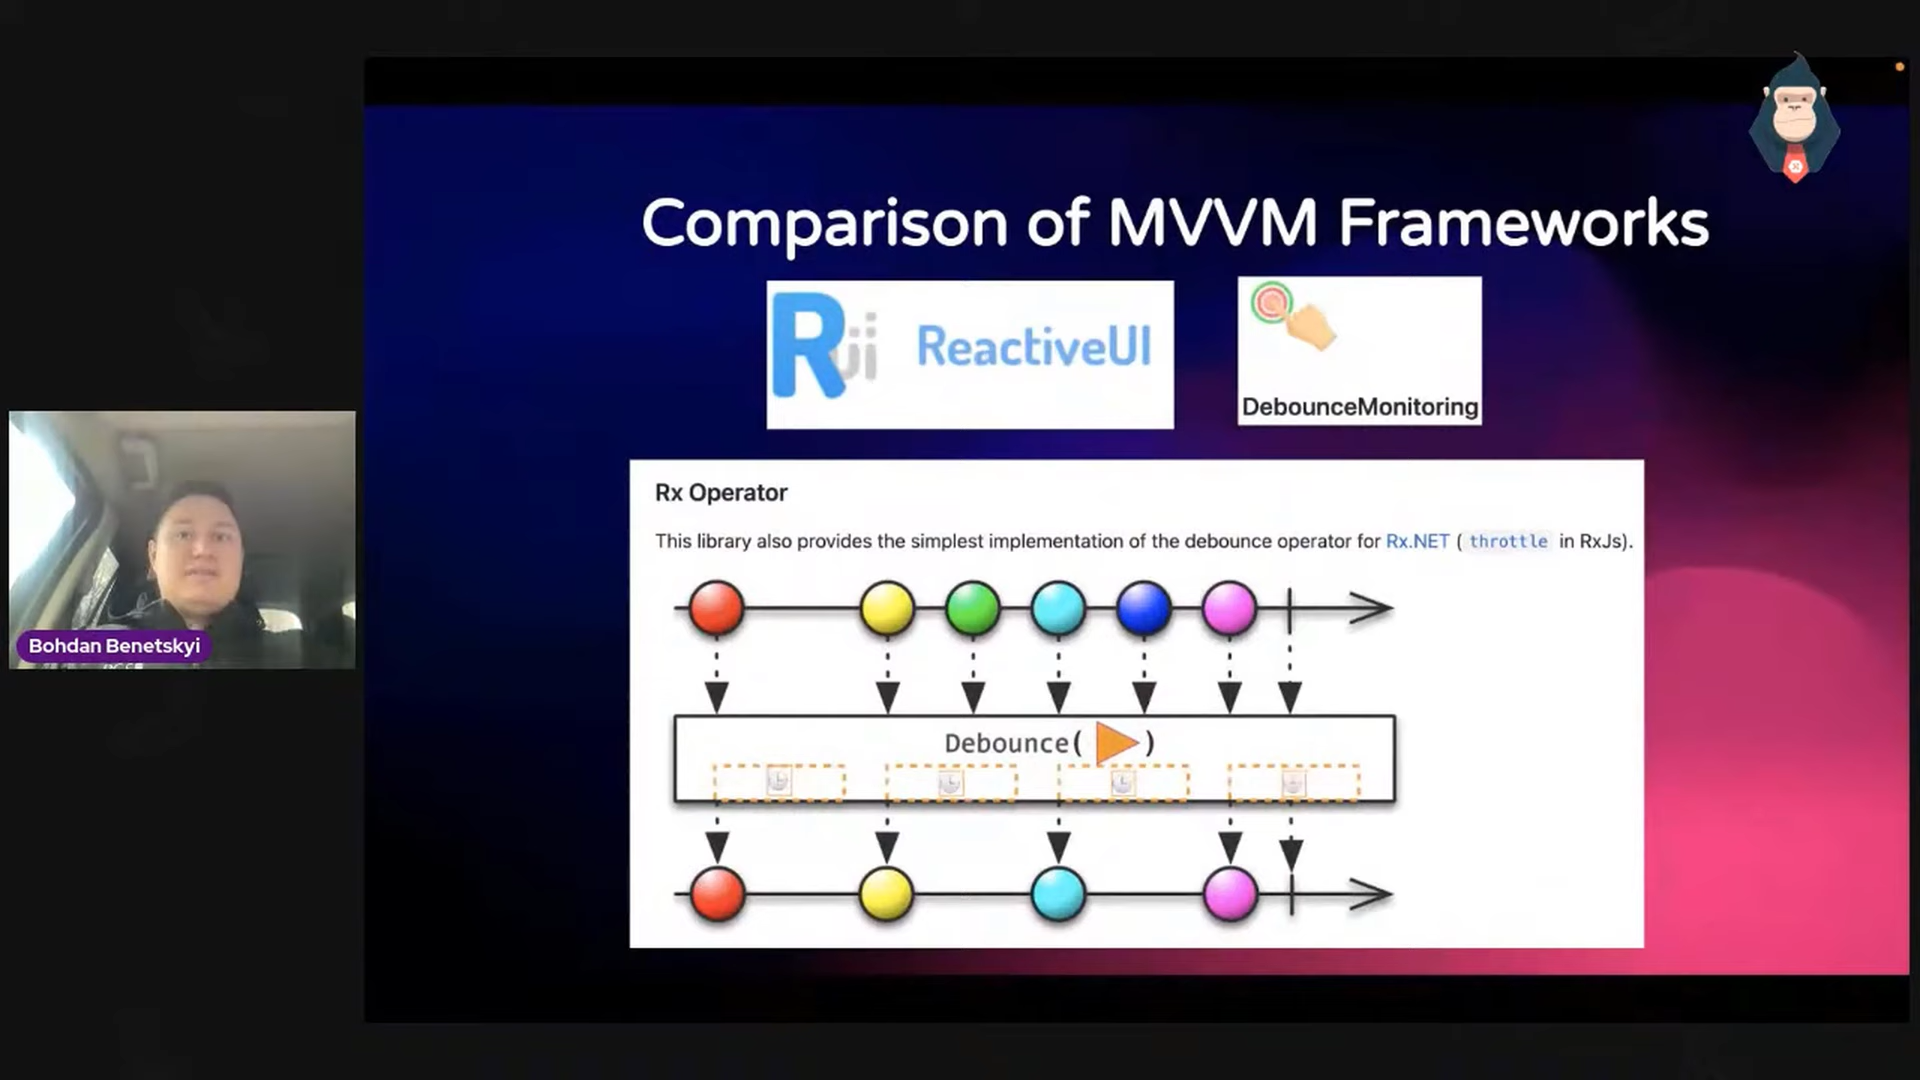 Comparison of MVVM Frameworks
Rui ReactiveUI
DebounceMonitoring
Rx Operator
This library also provides the simplest implementation of the debounce operator for Rx.NET ( throttle in RxJs).
Debounce( )
Bohdan Benetskyi